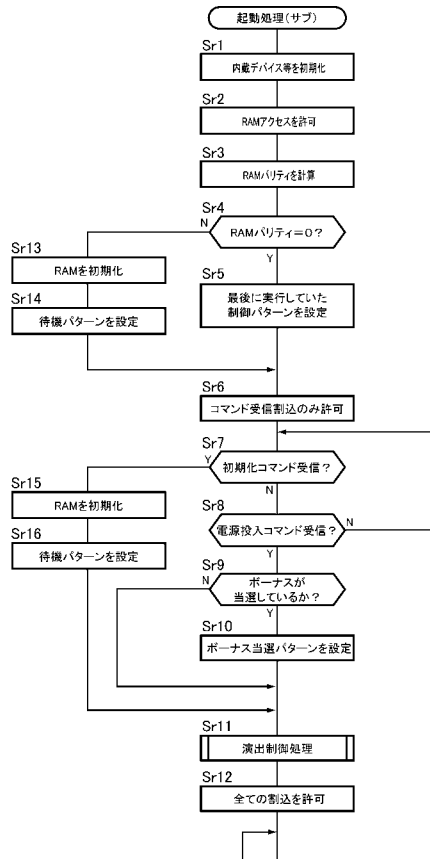 起動処理(サブ)
Sr1
内蔵デバイス等を初期化
Sr2
RAMアクセスを許可
Sr3
RAMパリティを計算
Sr4
RAMパリティ=0?
N
Y
Sr13
RAMを初期化
Sr14
待機パターンを設定
Sr5
最後に実行していた
制御パターンを設定
Sr6
コマンド受信割込のみ許可
Sr7
初期化コマンド受信?
Y
N
Sr15
RAMを初期化
Sr16
待機パターンを設定
Sr8
電源投入コマンド受信?
N
Y
Sr9
ボーナスが
当選しているか?
N
Y
Sr10
ボーナス当選パターンを設定
Sr11
演出制御処理
Sr12
全ての割込を許可